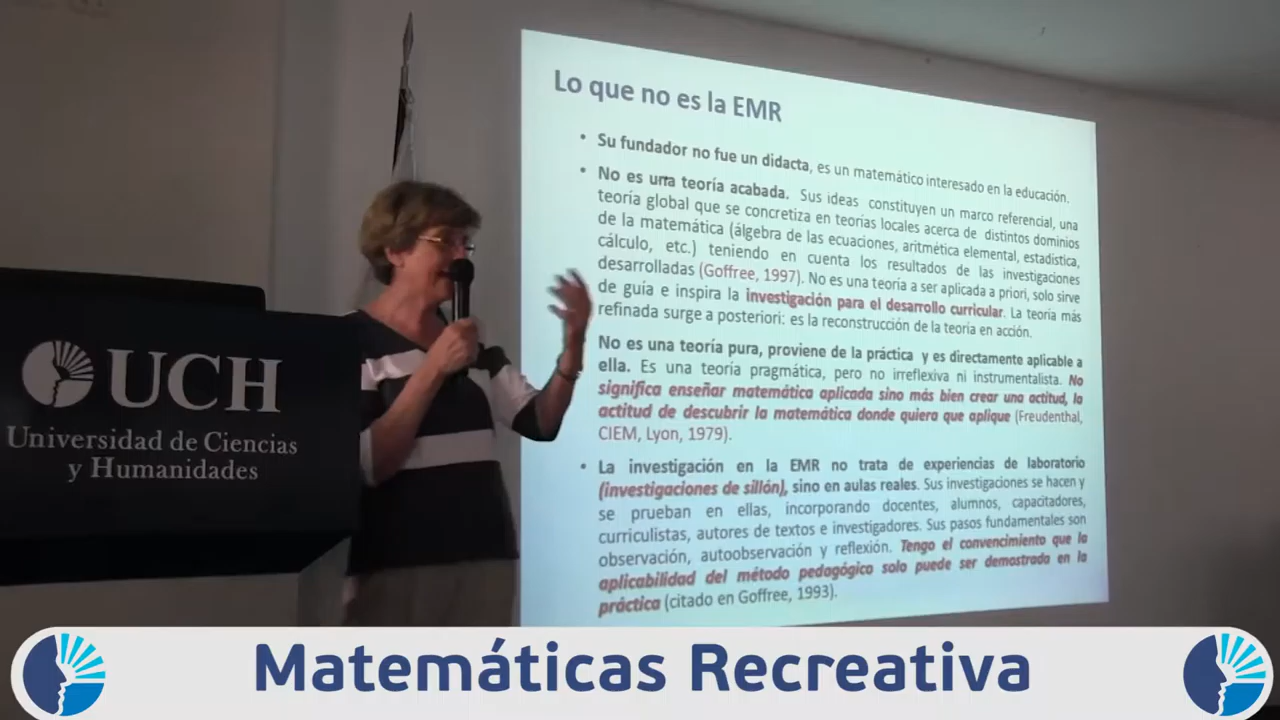 Lo que no es la EMR
• Su fundador no fue un didacta, es un matemático interesado en la educación.
• No es una teoría acabada. Sus ideas constituyen un marco referencial, una
teoría global que se concretiza en teorías locales acerca de distintos dominios
de la matemática (álgebra de las ecuaciones, aritmética elemental, estadística,
cálculo, etc.) teniendo en cuenta los resultados de las investigaciones
desarrolladas (Goffree, 1997). No es una teoría a ser aplicada a priori, solo sirve
de guía e inspira la investigación para el desarrollo curricular. La teoría más
refinada surge a posteriori: es la reconstrucción de la teoría en acción.
No es una teoría pura, proviene de la práctica y es directamente aplicable a
ella. Es una teoría pragmática, pero no irreflexiva ni instrumentalista. No
significa enseñar matemática aplicada sino más bien crear una actitud, la
actitud de descubrir la matemática donde quiera que aplique (Freudenthal,
CIEM, Lyon, 1979).
• La investigación en la EMR no trata de experiencias de laboratorio
(investigaciones de sillón), sino en aulas reales. Sus investigaciones se hacen y
se prueban en ellas, incorporando docentes, alumnos, capacitadores,
curriculistas, autores de textos e investigadores. Sus pasos fundamentales son
observación, autoobservación y reflexión. Tengo el convencimiento que la
aplicabilidad del método pedagógico solo puede ser demostrada en la
práctica (citado en Goffree, 1993).
UCH
Universidad de Ciencias
y Humanidades
Matemáticas Recreativa